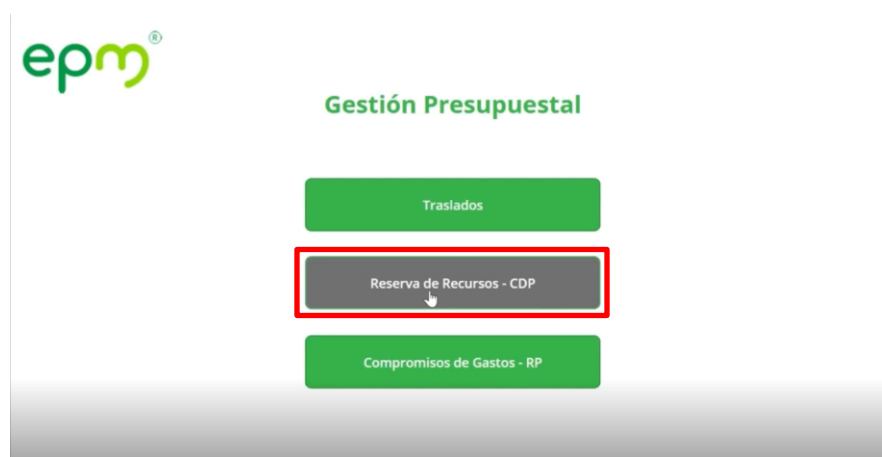 epm®
Gestión Presupuestal
Traslados
Reserva de Recursos - CDP
Compromisos de Gastos - RP